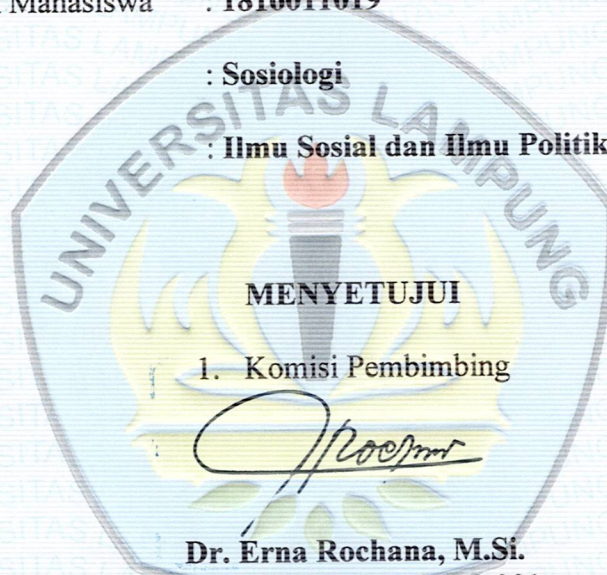 Mahasiswa : 1816011019
: Sosiologi
: Ilmu Sosial dan Ilmu Politik
UNIVERSITAS LAMPUNG
MENYETUJUI
1. Komisi Pembimbing
Dr. Erna Rochana, M.Si.